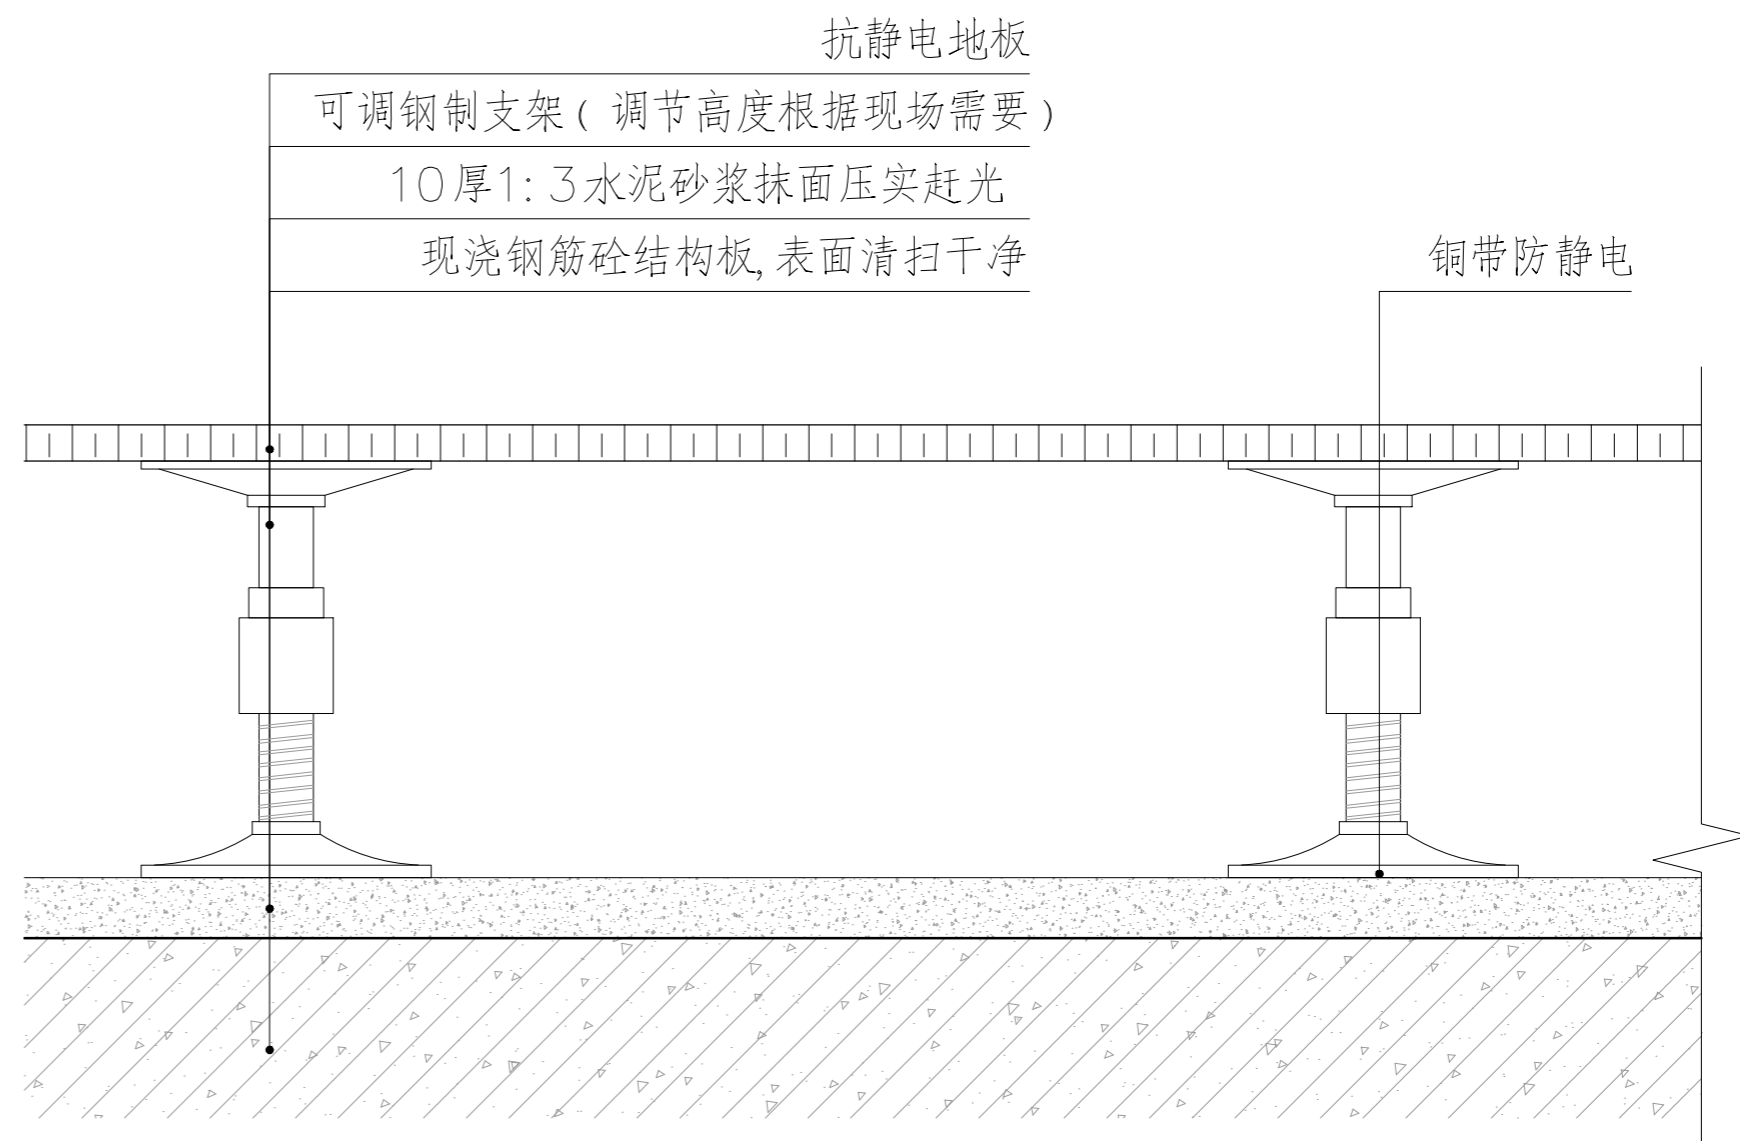 抗静电地板
可调钢制支架( 调节高度根据现场需要)
10厚1:3水泥砂浆抹面压实赶光
现浇钢筋砼结构板,表面清扫干净
铜带防静电